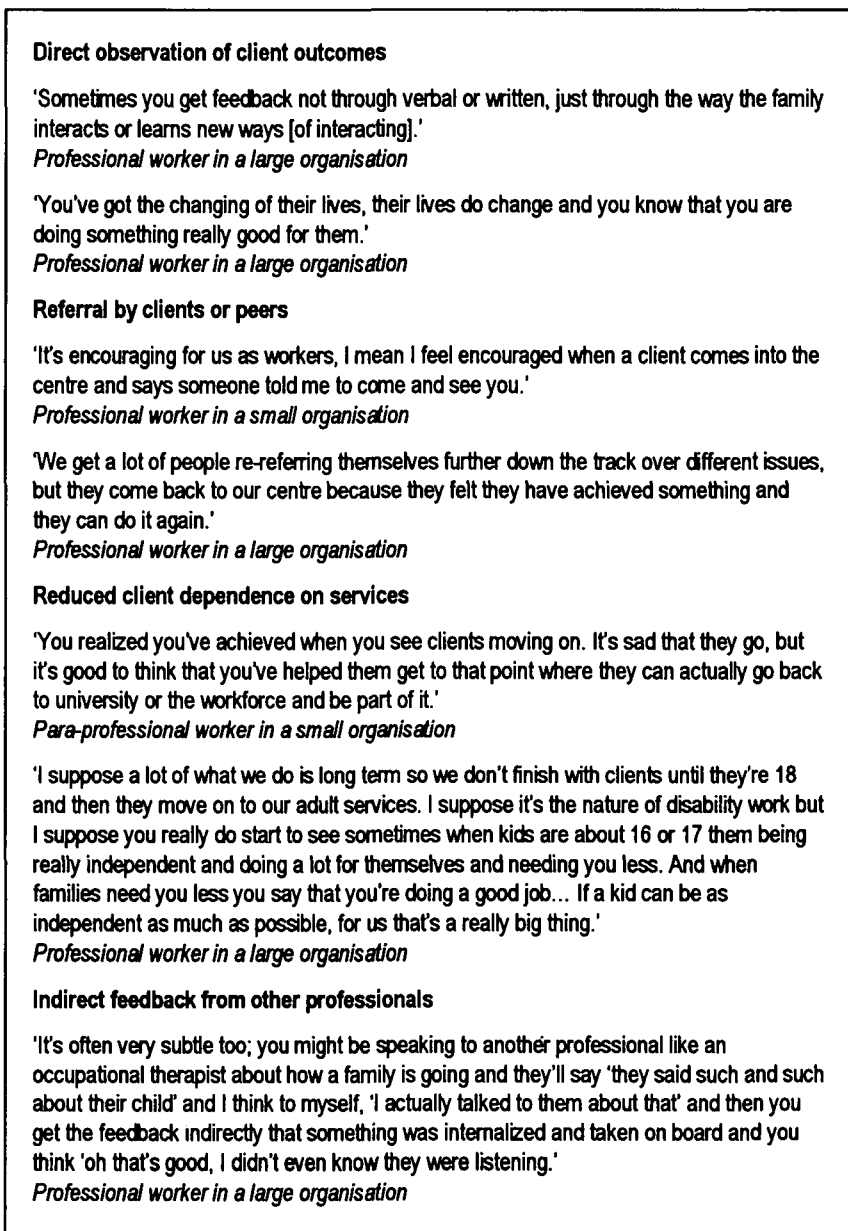 Direct observation of client outcomes
'Sometimes you get feedback not through verbal or written, just through the way the family
interacts or learns new ways [of interacting].'
Professional worker in a large organisation
'You've got the changing of their lives, their lives do change and you know that you are
doing something really good for them.'
Professional worker in a large organisation
Referral by clients or peers
'It's encouraging for us as workers, I mean I feel encouraged when a client comes into the
centre and says someone told me to come and see you.'
Professional worker in a small organisation
'We get a lot of people re-referring themselves further down the track over different issues,
but they come back to our centre because they felt they have achieved something and
they can do it again.'
Professional worker in a large organisation
Reduced client dependence on services
'You realized you've achieved when you see clients moving on. It's sad that they go, but
it's good to think that you've helped them get to that point where they can actually go back
to university or the workforce and be part of it.'
Para-professional worker in a small organisation
'I suppose a lot of what we do is long term so we don't finish with clients until they're 18
and then they move on to our adult services. I suppose it's the nature of disability work but
I suppose you really do start to see sometimes when kids are about 16 or 17 them being
really independent and doing a lot for themselves and needing you less. And when
families need you less you say that you're doing a good job... If a kid can be as
independent as much as possible, for us that's a really big thing.'
Professional worker in a large organisation
Indirect feedback from other professionals
'It's often very subtle too; you might be speaking to another professional like an
occupational therapist about how a family is going and they'll say 'they said such and such
about their child' and I think to myself, 'I actually talked to them about that' and then you
get the feedback indirectly that something was internalized and taken on board and you
think 'oh that's good, I didn't even know they were listening.'
Professional worker in a large organisation